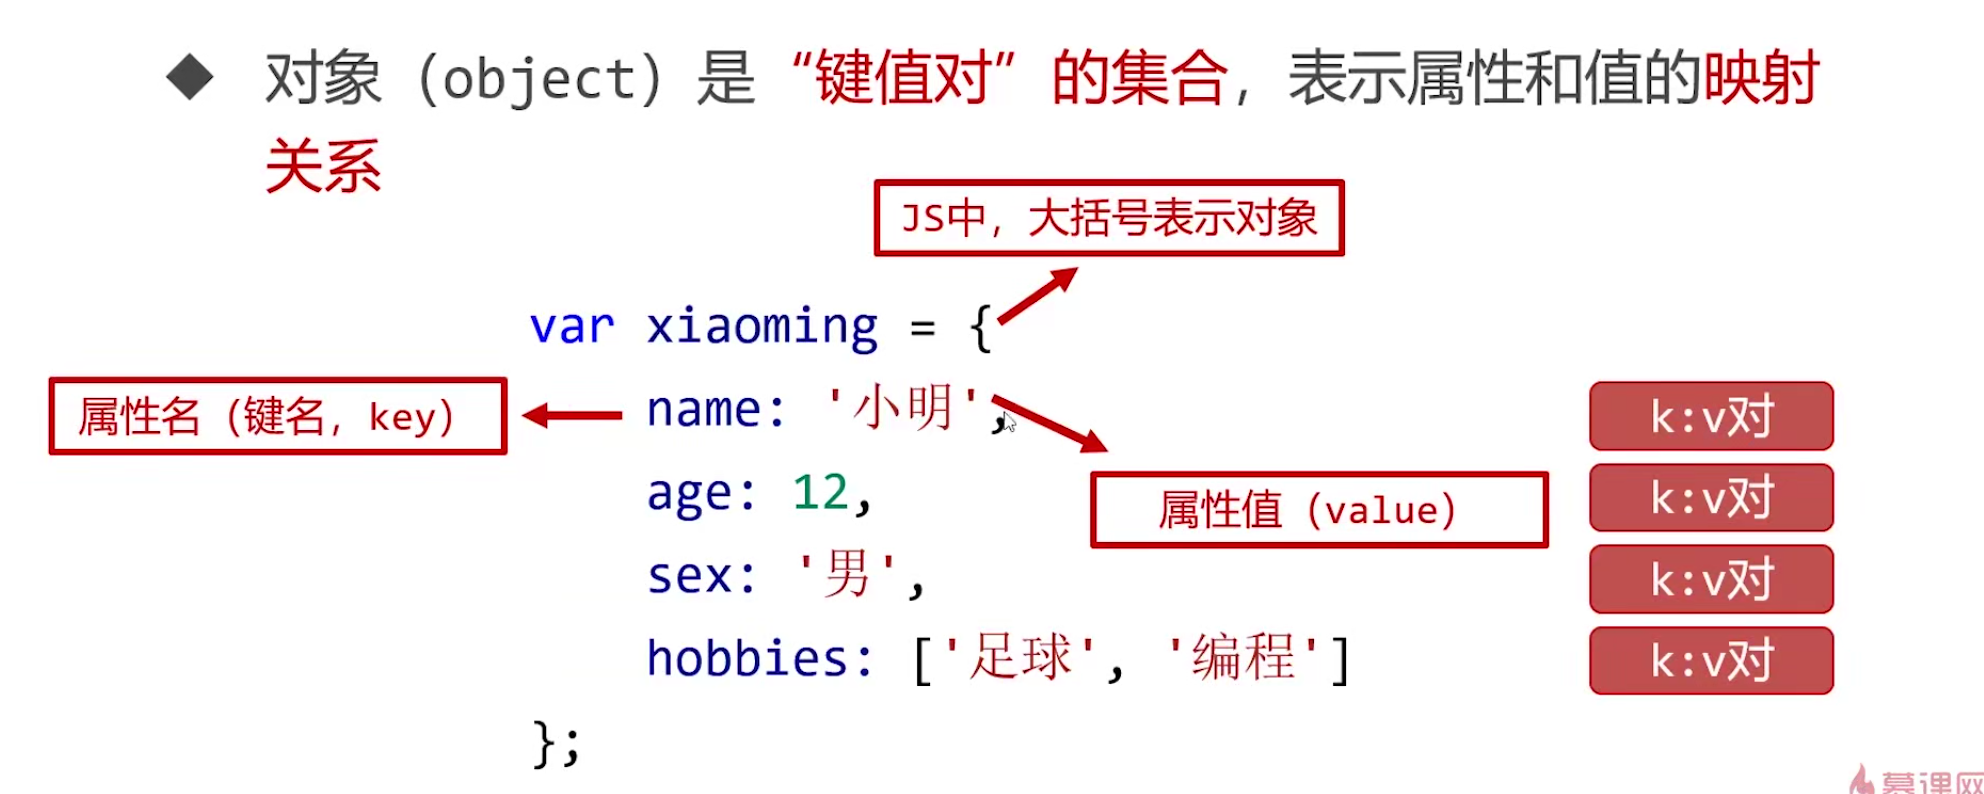 ◆ 对象（object）是“键值对”的集合，表示属性和值的映射
关系
JS中，大括号表示对象
var xiaoming = {
属性名（键名，key）
name: '小明',
k:v对
age: 12,
属性值（value）
k:v对
sex: '男',
k:v对
hobbies: ['足球', '编程']
k:v对
};
慕课网